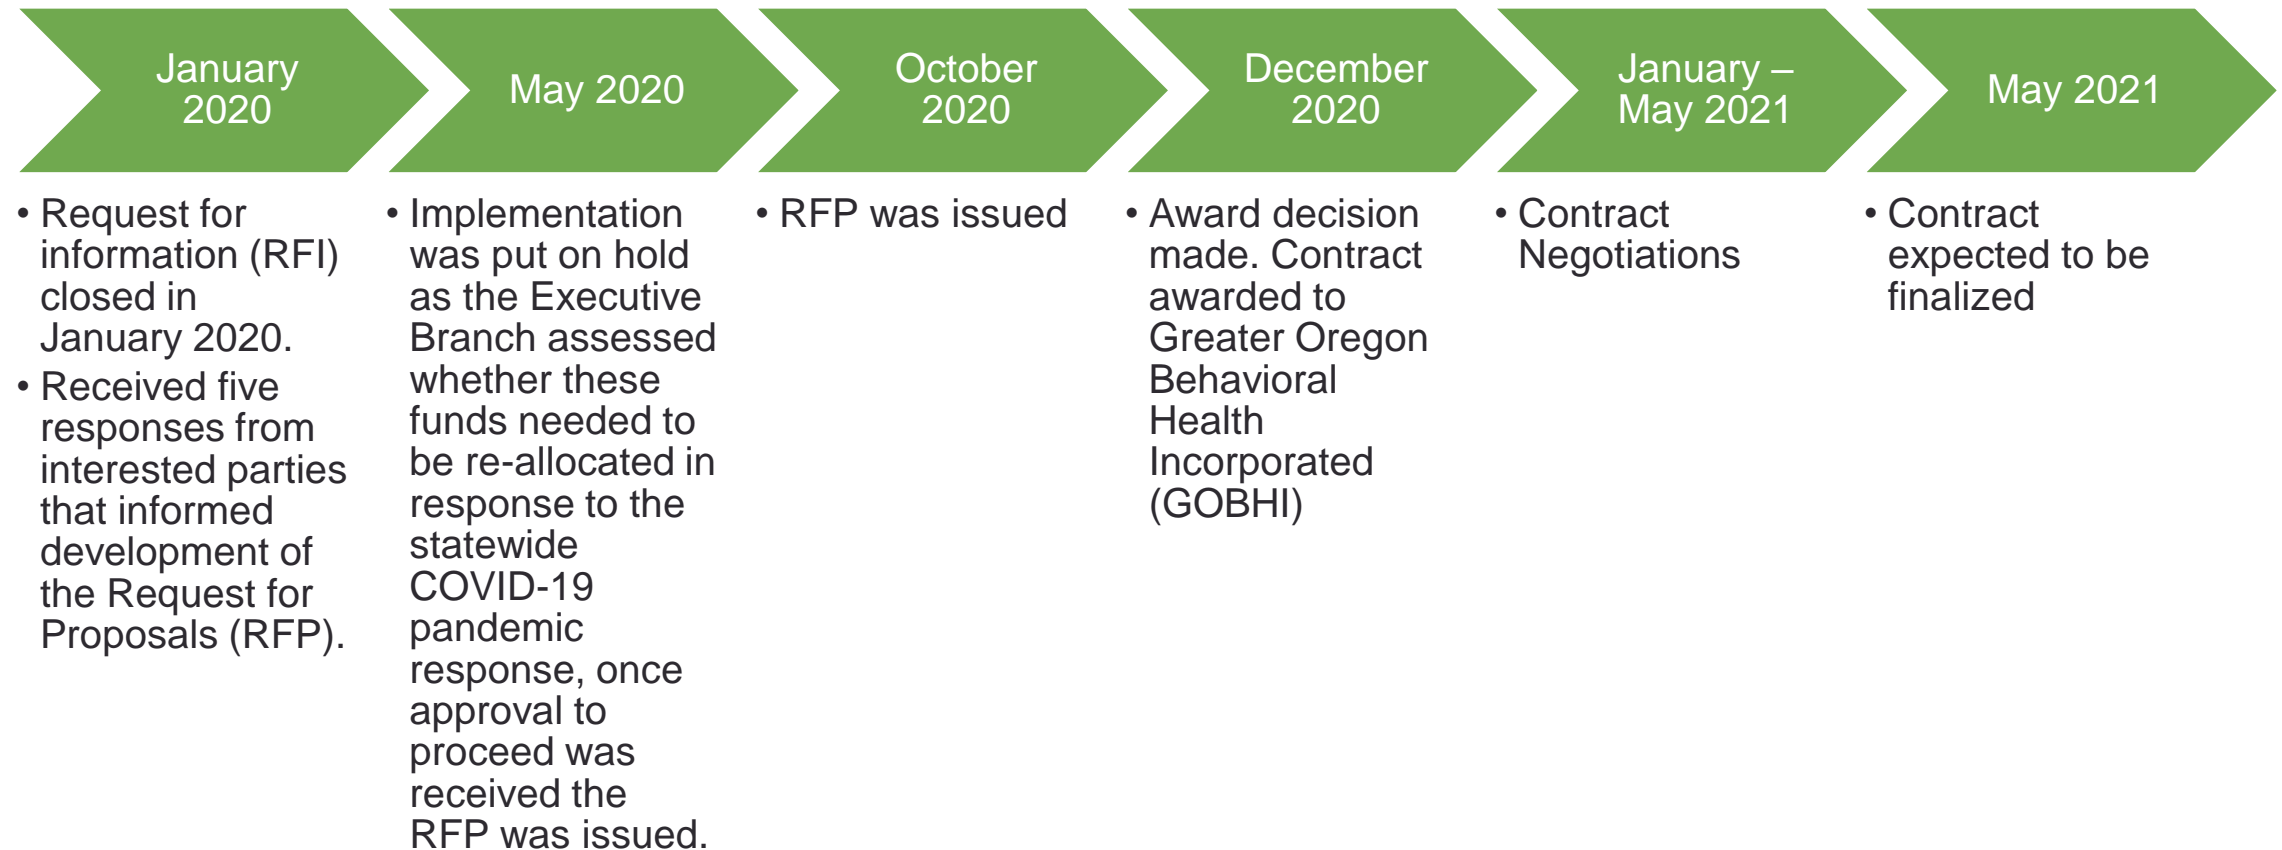 January
2020
• Request for
information (RFI)
closed in
January 2020.
• Received five
responses from
interested parties
that informed
development of
the Request for
Proposals (RFP).
May 2020
• Implementation
was put on hold
as the Executive
Branch assessed
whether these
funds needed to
be re-allocated in
response to the
statewide
COVID-19
pandemic
response, once
approval to
proceed was
received the
RFP was issued.
October
2020
• RFP was issued
December
2020
• Award decision
made. Contract
awarded to
Greater Oregon
Behavioral
Health
Incorporated
(GOBHI)
January –
May 2021
• Contract
Negotiations
May 2021
• Contract
expected to be
finalized